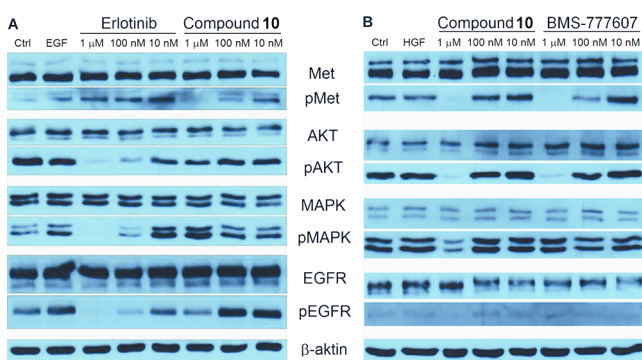 A
Erlotinib Compound 10
Ctrl EGF 1 µM 100 nM 10 nM 1 µM 100 nM 10 nM
B
Compound 10 BMS-777607
Ctrl HGF 1 µM 100 nM 10 nM 1 µM 100 nM 10 nM
Met
pMet
AKT
pAKT
MAPK
pMAPK
EGFR
pEGFR
β-aktin